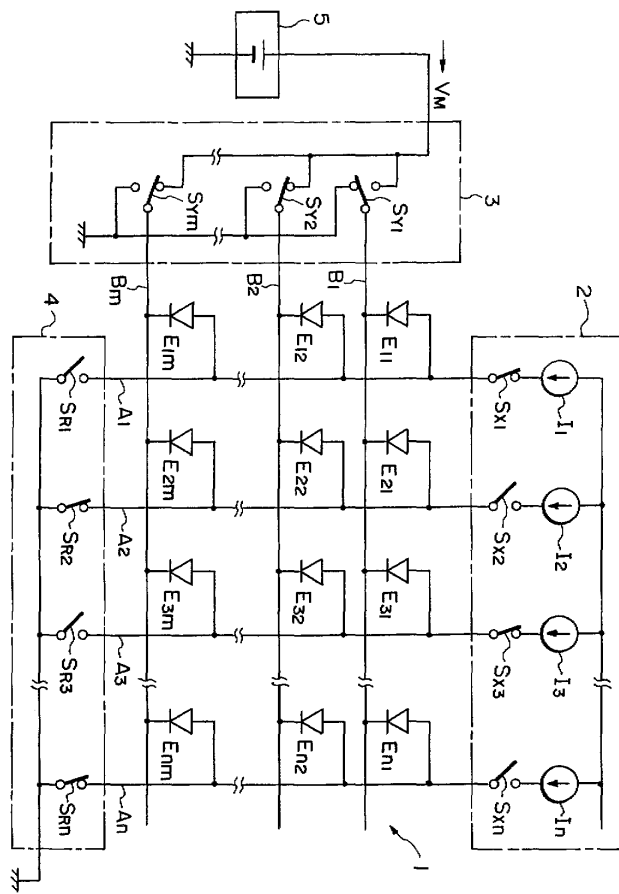 5
VM
3
SYm
SY2
SY1
Bm
B2
B1
4
2
E1m
E12
E11
SR1
A1
SX1
I1
E2m
E22
E21
SR2
A2
SX2
I2
E3m
E32
E31
SR3
A3
SX3
I3
Enm
En2
En1
SRn
An
SXn
In
1